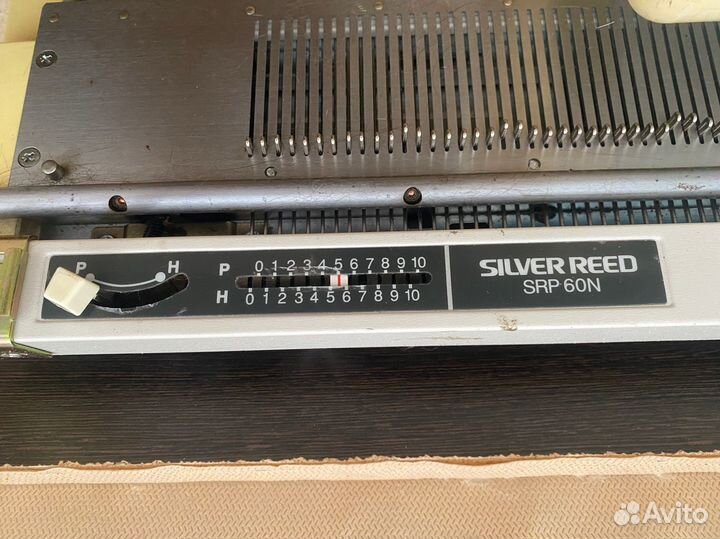 P H
P 0 1 2 3 4 5 6 7 8 9 10
H 0 1 2 3 4 5 6 7 8 9 10
SILVER REED
SRP 60N
Avito